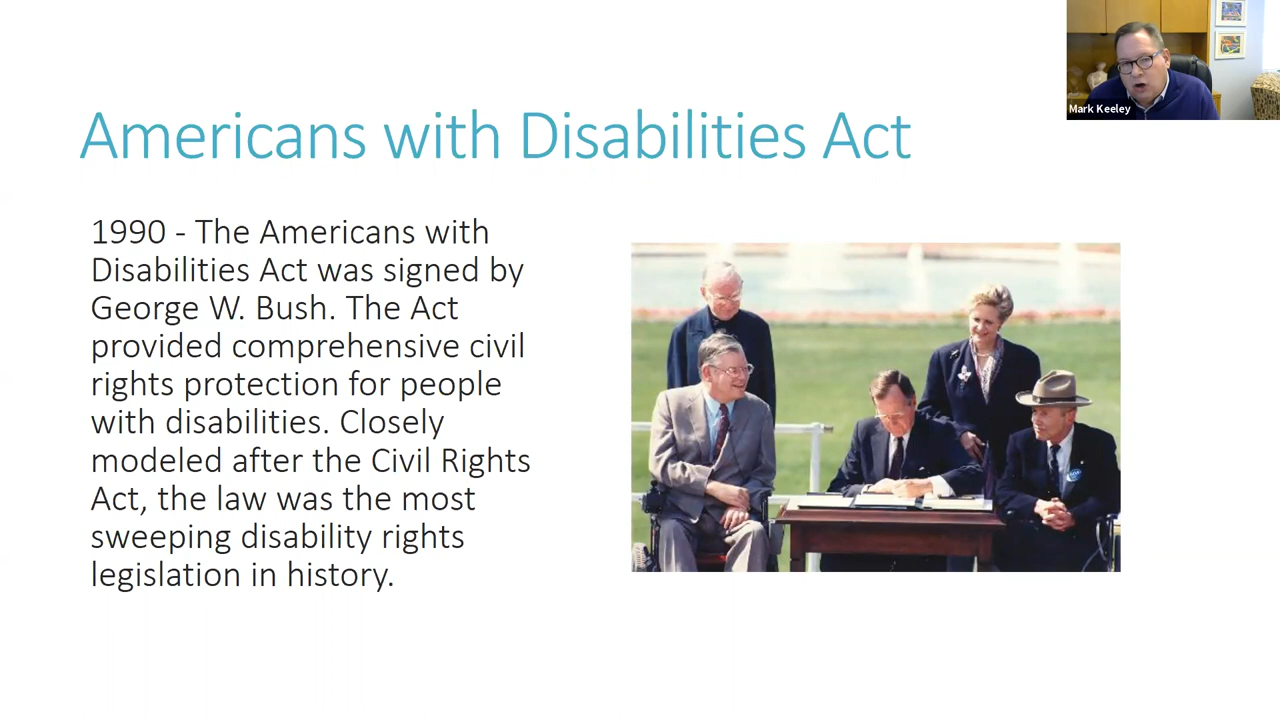 Mark Keeley
Americans with Disabilities Act
1990 - The Americans with
Disabilities Act was signed by
George W. Bush. The Act
provided comprehensive civil
rights protection for people
with disabilities. Closely
modeled after the Civil Rights
Act, the law was the most
sweeping disability rights
legislation in history.